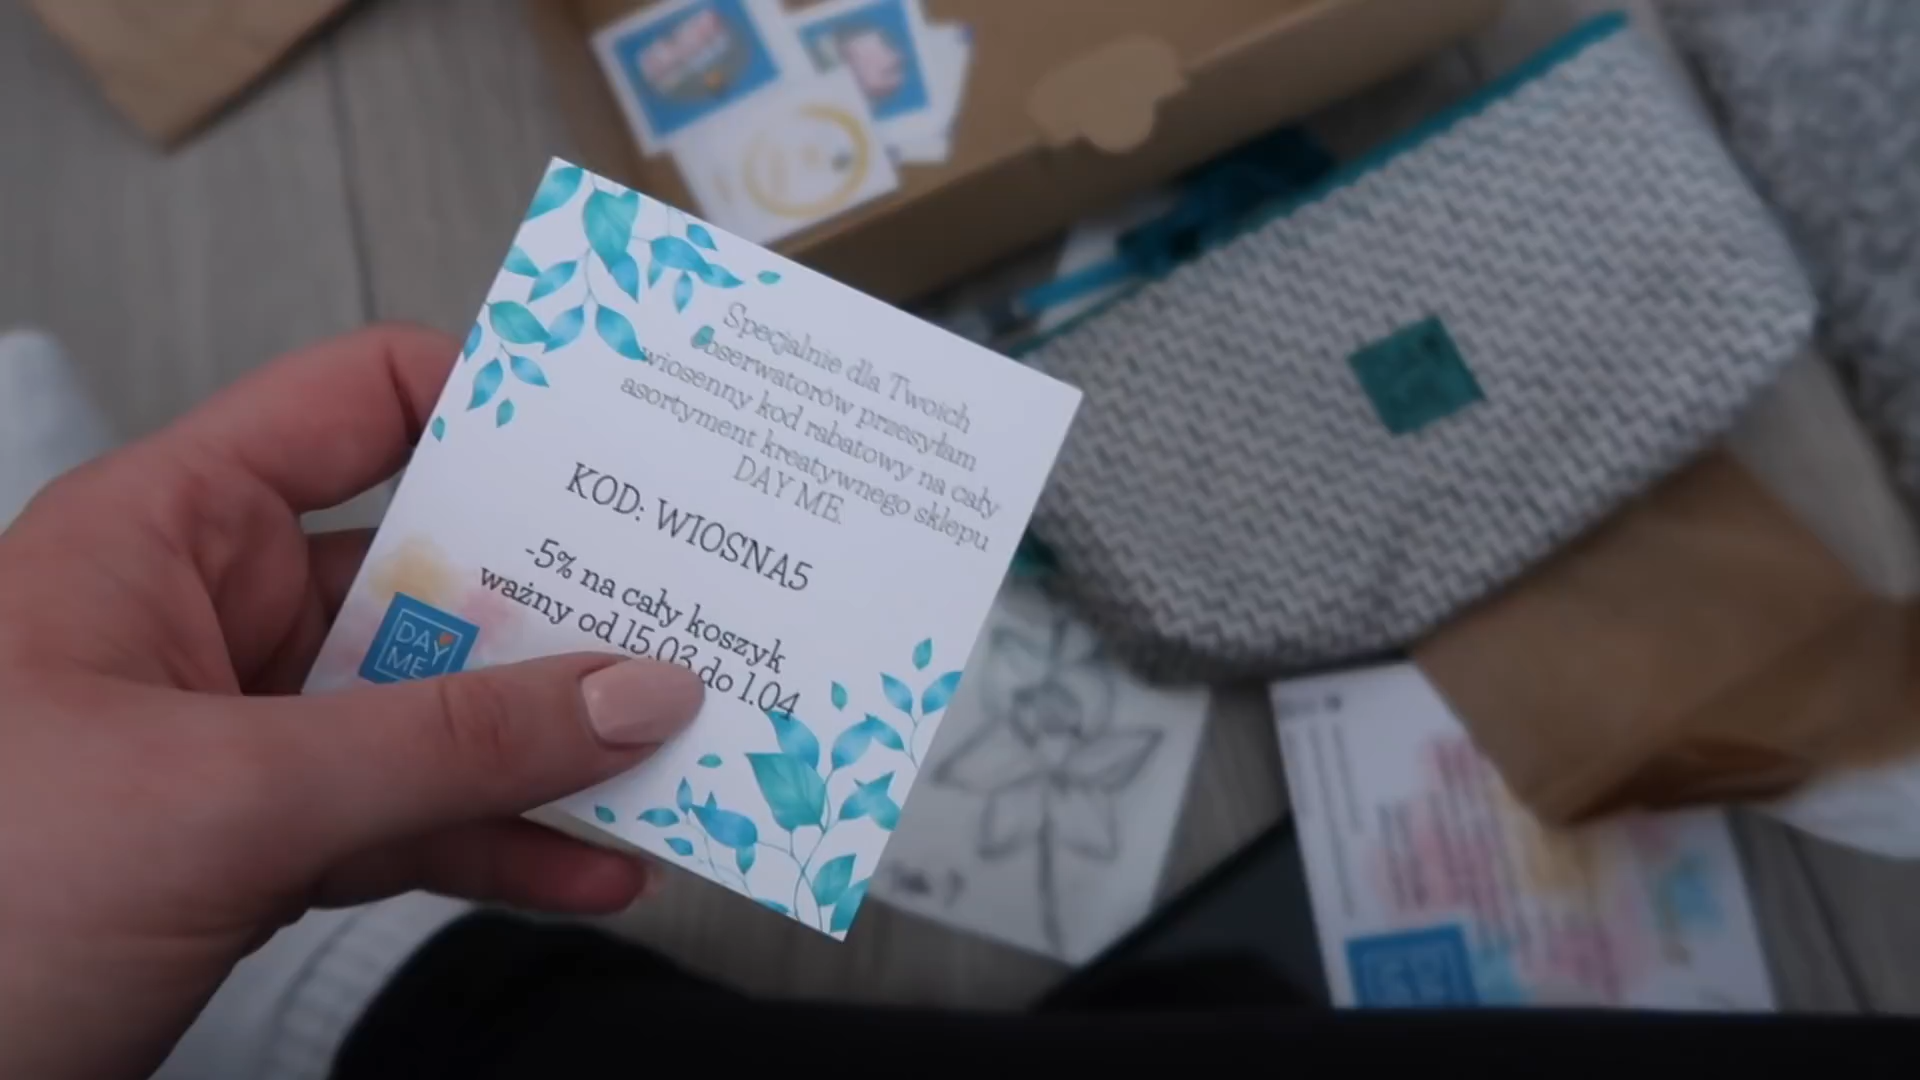 Specjalnie dla Twoich
obserwatorów przesyłam
wiosenny kod rabatowy na cały
asortyment kreatywnego sklepu
DAY ME.
KOD: WIOSNA5
-5% na cały koszyk
ważny od 15.03 do 1.04
DAY
ME